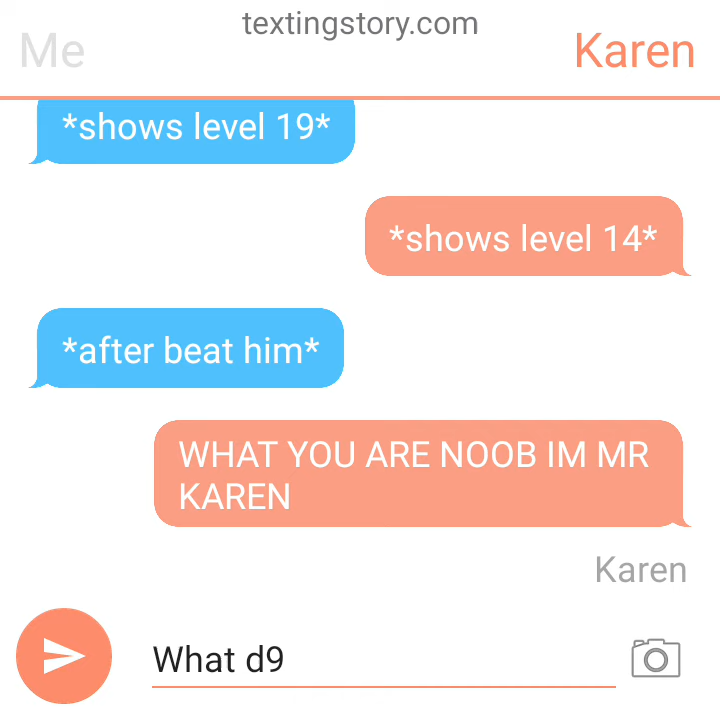 textingstory.com
Me
Karen
*shows level 19*
*shows level 14*
*after beat him*
WHAT YOU ARE NOOB IM MR
KAREN
Karen
What d9